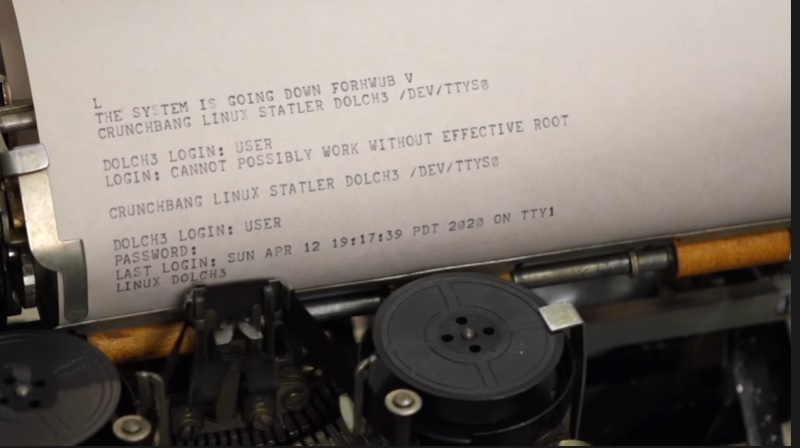 L
THE SYSTEM IS GOING DOWN FORHWUB V
CRUNCHBANG LINUX STATLER DOLCH3 /DEV/TTYS0
DOLCH3 LOGIN: USER
LOGIN: CANNOT POSSIBLY WORK WITHOUT EFFECTIVE ROOT
CRUNCHBANG LINUX STATLER DOLCH3 /DEV/TTYS0
DOLCH3 LOGIN: USER
PASSWORD:
LAST LOGIN: SUN APR 12 19:17:39 PDT 2020 ON TTY1
LINUX DOLCH3